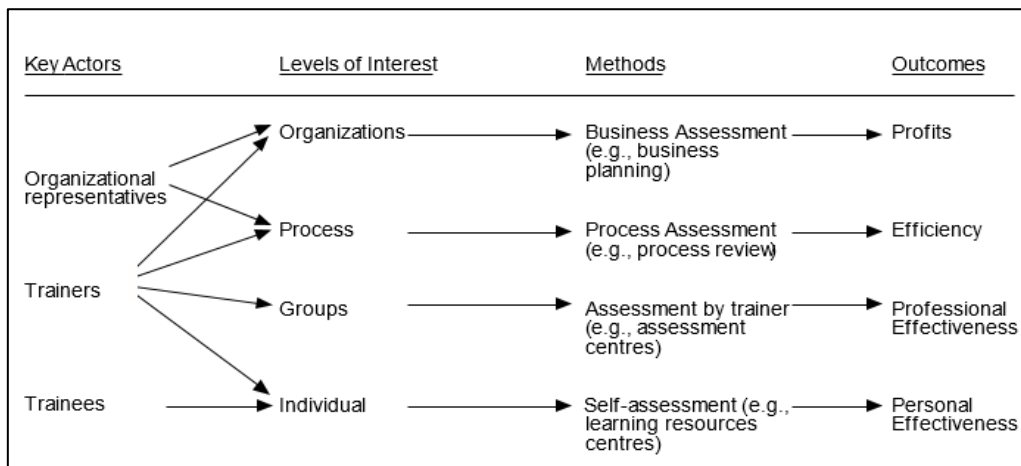 Key Actors
Levels of Interest
Methods
Outcomes
Organizations
Business Assessment
(e.g., business
planning)
Profits
Organizational
representatives
Process
Process Assessment
(e.g., process review)
Efficiency
Trainers
Groups
Assessment by trainer
(e.g., assessment
centres)
Professional
Effectiveness
Trainees
Individual
Self-assessment (e.g.,
learning resources
centres)
Personal
Effectiveness